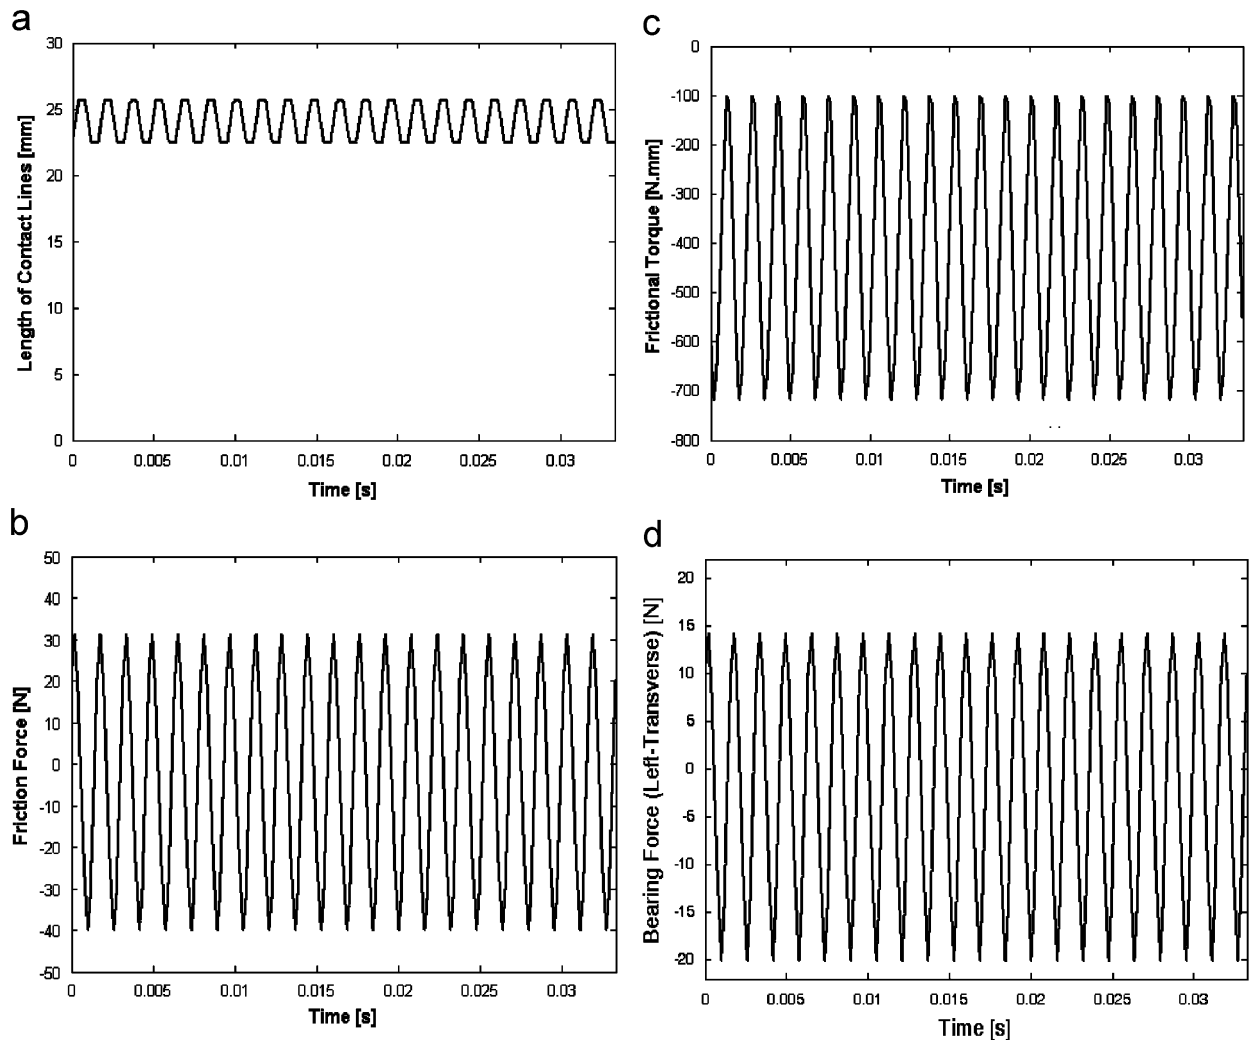 a
30
25
20
15
10
5
0
Length of Contact Lines [mm]
0 0.005 0.01 0.015 0.02 0.025 0.03
Time [s]
c
0
-100
-200
-300
-400
-500
-600
-700
-800
Frictional Torque [N.mm]
0 0.005 0.01 0.015 0.02 0.025 0.03
Time [s]
b
50
40
30
20
10
0
-10
-20
-30
-40
-50
Friction Force [N]
0 0.005 0.01 0.015 0.02 0.025 0.03
Time [s]
d
20
15
10
5
0
-5
-10
-15
-20
Bearing Force (Left-Transverse) [N]
0 0.005 0.01 0.015 0.02 0.025 0.03
Time [s]